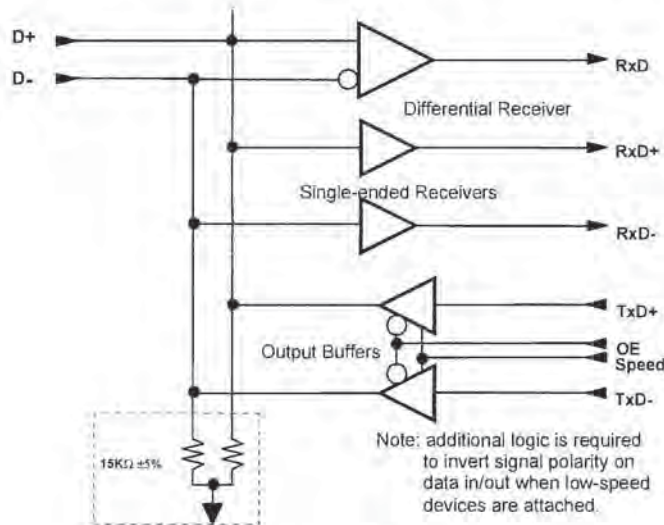 D+
D-
RxD
Differential Receiver
RxD+
Single-ended Receivers
RxD-
TxD+
Output Buffers
OE
Speed
TxD-
15KΩ ±5%
Note: additional logic is required
to invert signal polarity on
data in/out when low-speed
devices are attached.